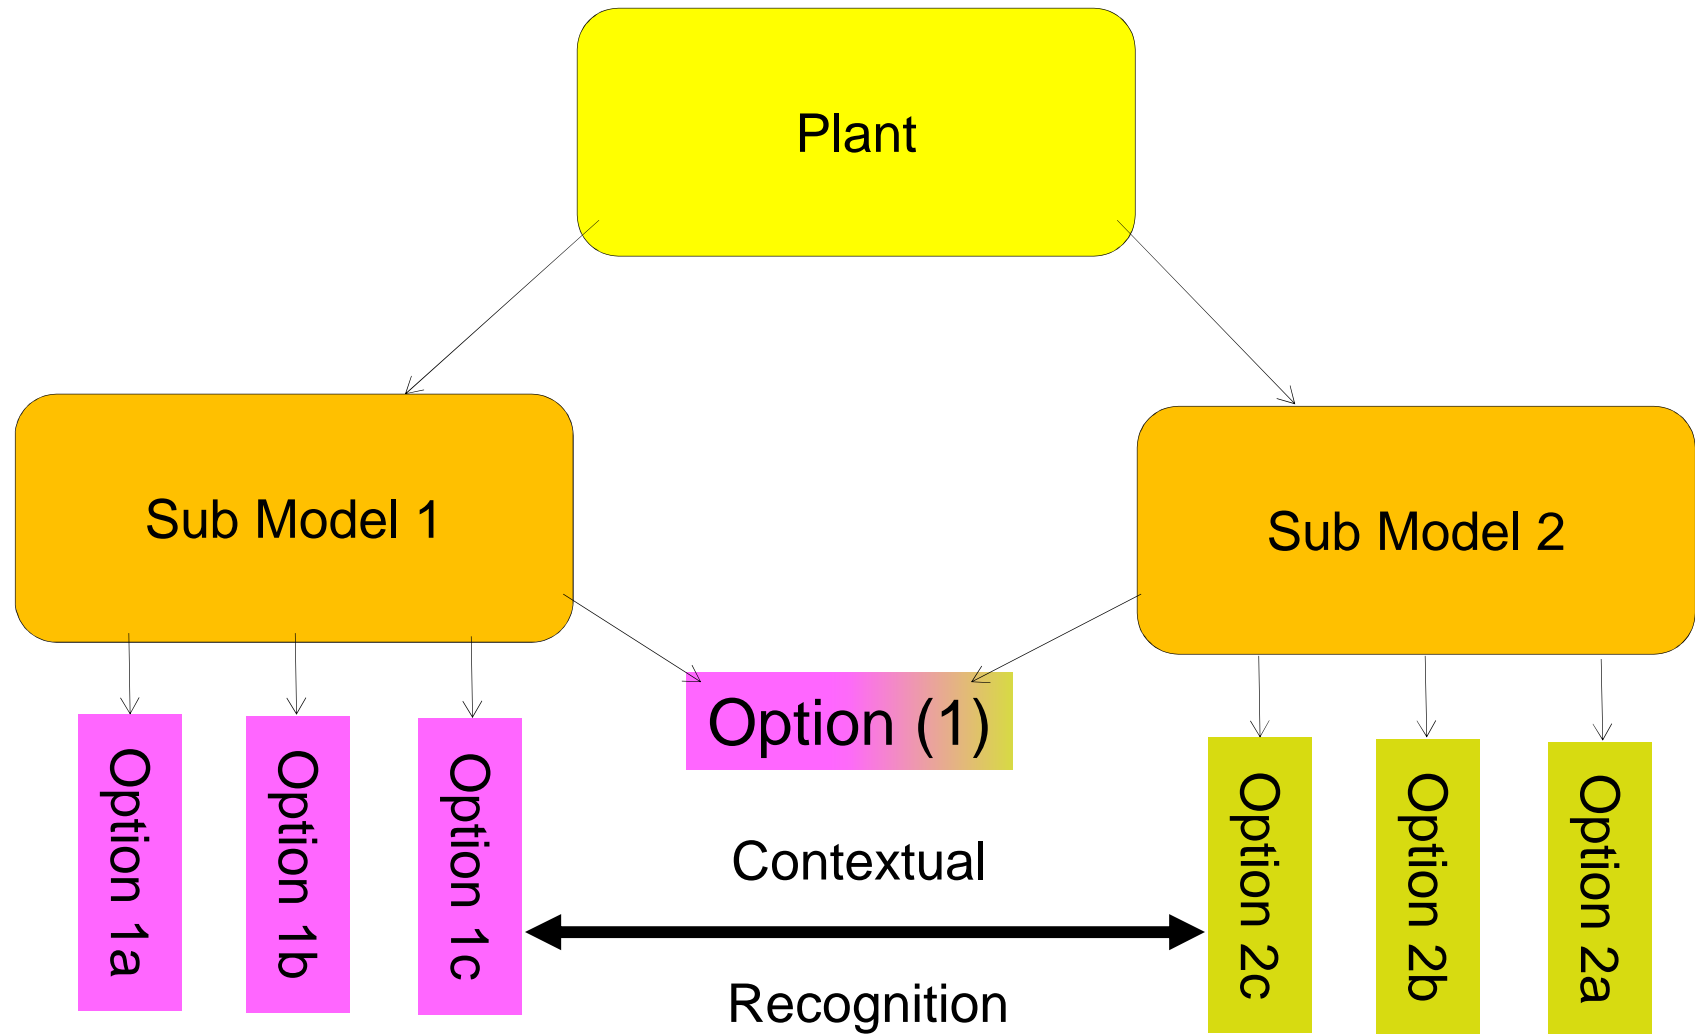 Plant
Sub Model 1
Sub Model 2
Option (1)
Option 1a
Option 1b
Option 1c
Contextual
Recognition
Option 2c
Option 2b
Option 2a